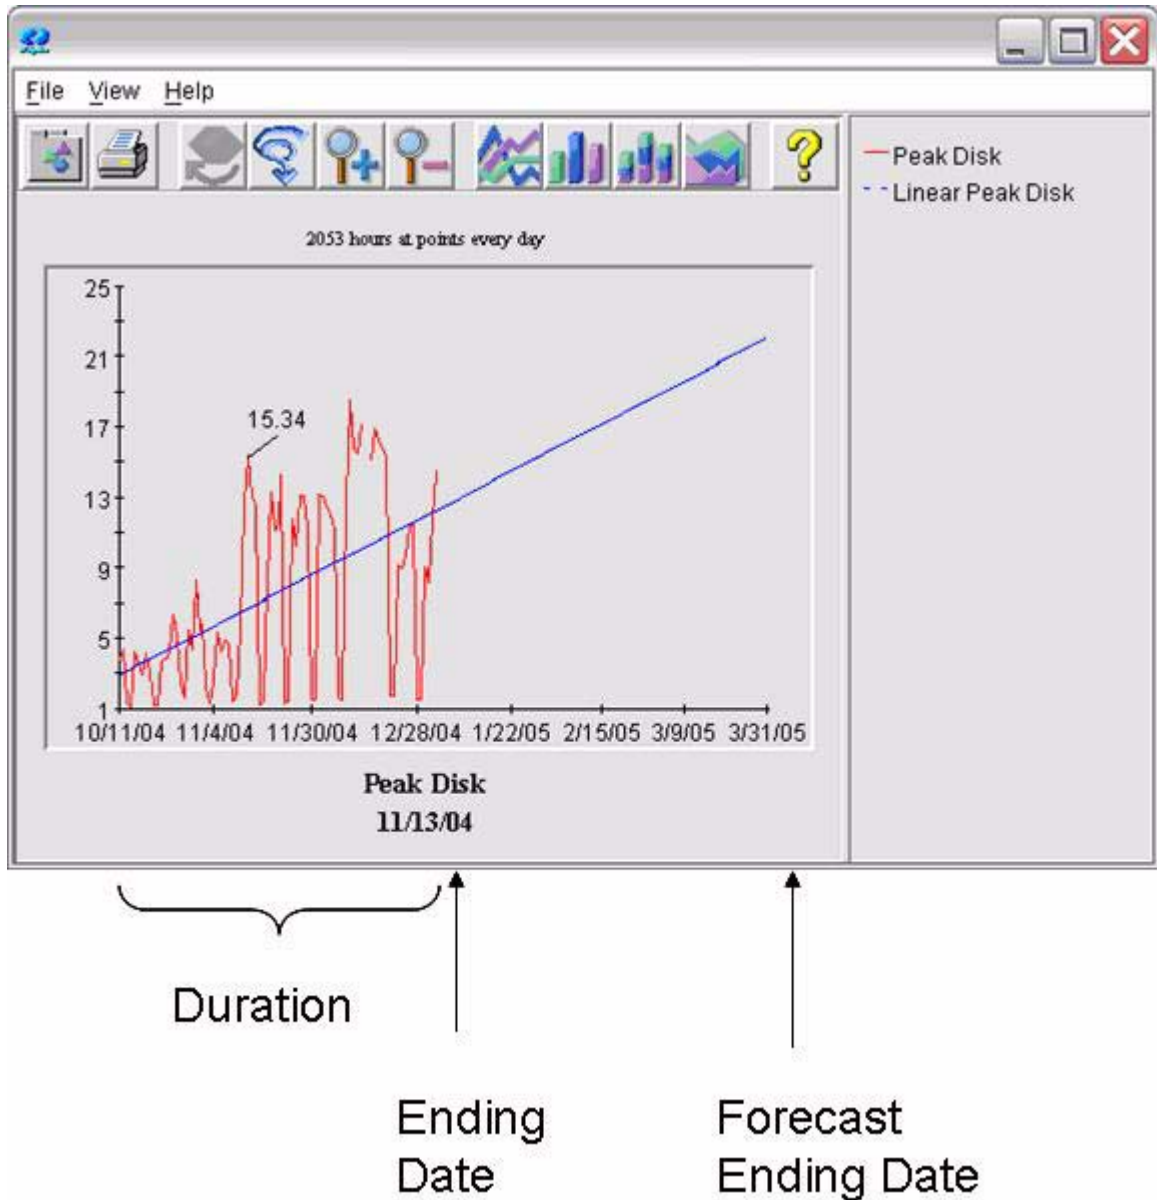 File View Help
Peak Disk
Linear Peak Disk
2053 hours at points every day
25
21
17
13
9
5
1
15.34
10/11/04 11/4/04 11/30/04 12/28/04 1/22/05 2/15/05 3/9/05 3/31/05
Peak Disk
11/13/04
Duration
Ending
Date
Forecast
Ending Date